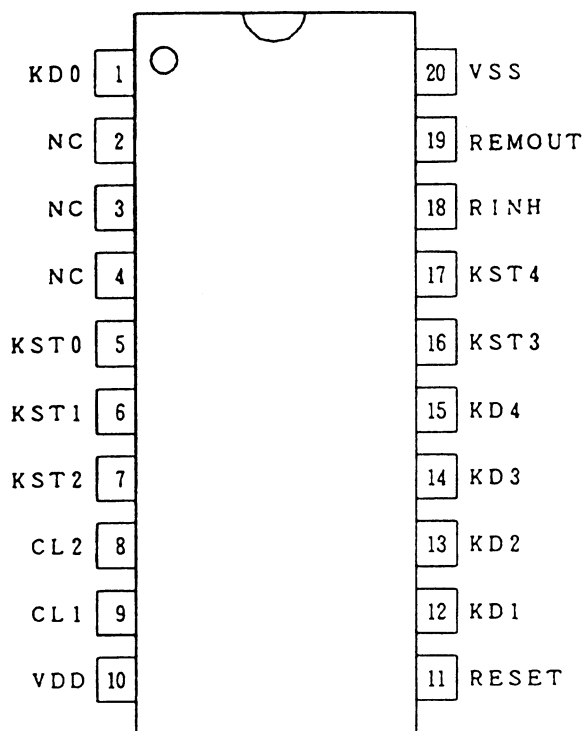 KD0 1 20 VSS
NC 2 19 REMOUT
NC 3 18 RINH
NC 4 17 KST4
KST0 5 16 KST3
KST1 6 15 KD4
KST2 7 14 KD3
CL2 8 13 KD2
CL1 9 12 KD1
VDD 10 11 RESET